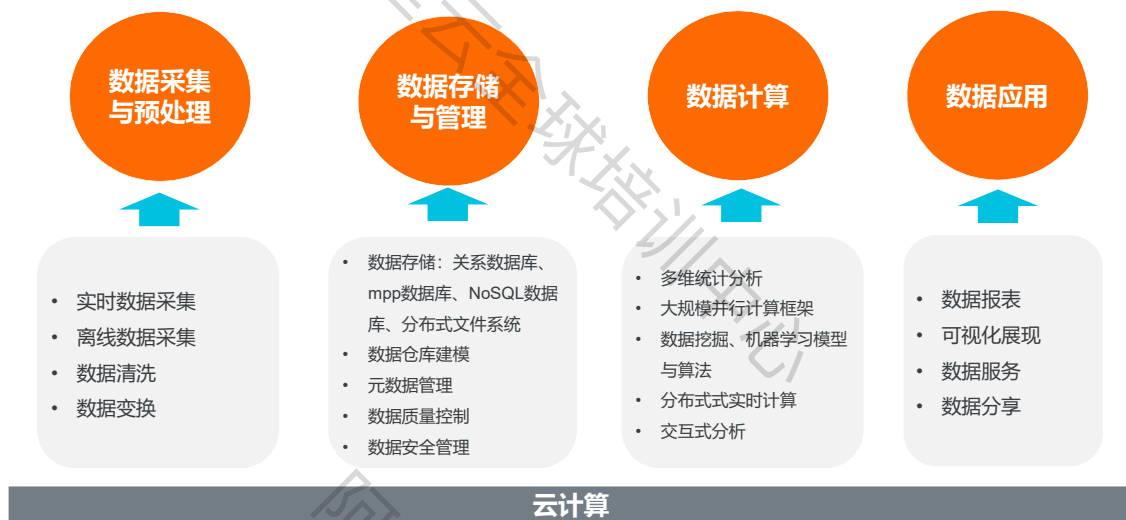 数据采集
与预处理
数据存储
与管理
数据计算
数据应用
• 实时数据采集
• 离线数据采集
• 数据清洗
• 数据变换
• 数据存储：关系数据库、
mpp数据库、NoSQL数据
库、分布式文件系统
• 数据仓库建模
• 元数据管理
• 数据质量控制
• 数据安全管理
• 多维统计分析
• 大规模并行计算框架
• 数据挖掘、机器学习模型
与算法
• 分布式式实时计算
• 交互式分析
• 数据报表
• 可视化展现
• 数据服务
• 数据分享
云计算
云全球培训中心